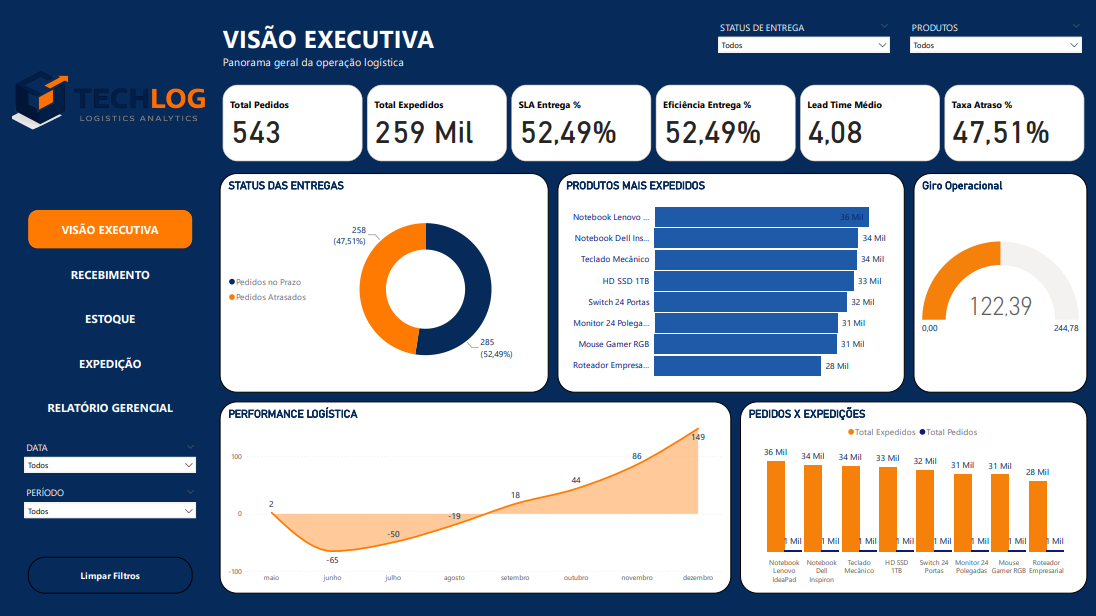 TECHLOG
LOGISTICS ANALYTICS
VISÃO EXECUTIVA
RECEBIMENTO
ESTOQUE
EXPEDIÇÃO
RELATÓRIO GERENCIAL
DATA
Todos
PERÍODO
Todos
Limpar Filtros
VISÃO EXECUTIVA
Panorama geral da operação logística
STATUS DE ENTREGA
Todos
PRODUTOS
Todos
Total Pedidos
543
Total Expedidos
259 Mil
SLA Entrega %
52,49%
Eficiência Entrega %
52,49%
Lead Time Médio
4,08
Taxa Atraso %
47,51%
STATUS DAS ENTREGAS
258
(47,51%)
Pedidos no Prazo
Pedidos Atrasados
285
(52,49%)
PRODUTOS MAIS EXPEDIDOS
Notebook Lenovo ... 36 Mil
Notebook Dell Ins... 34 Mil
Teclado Mecânico 34 Mil
HD SSD 1TB 33 Mil
Switch 24 Portas 32 Mil
Monitor 24 Polega... 31 Mil
Mouse Gamer RGB 31 Mil
Roteador Empresa... 28 Mil
Giro Operacional
122,39
0,00 244,78
PERFORMANCE LOGÍSTICA
100
0
-100
2
-65
-50
-19
18
44
86
149
maio junho julho agosto setembro outubro novembro dezembro
PEDIDOS X EXPEDIÇÕES
Total Expedidos Total Pedidos
36 Mil 34 Mil 34 Mil 33 Mil 32 Mil 31 Mil 31 Mil 28 Mil
1 Mil 1 Mil 1 Mil 1 Mil 1 Mil 1 Mil 1 Mil 1 Mil
Notebook Lenovo IdeaPad
Notebook Dell Inspiron
Teclado Mecânico
HD SSD 1TB
Switch 24 Portas
Monitor 24 Polegadas
Mouse Gamer RGB
Roteador Empresarial